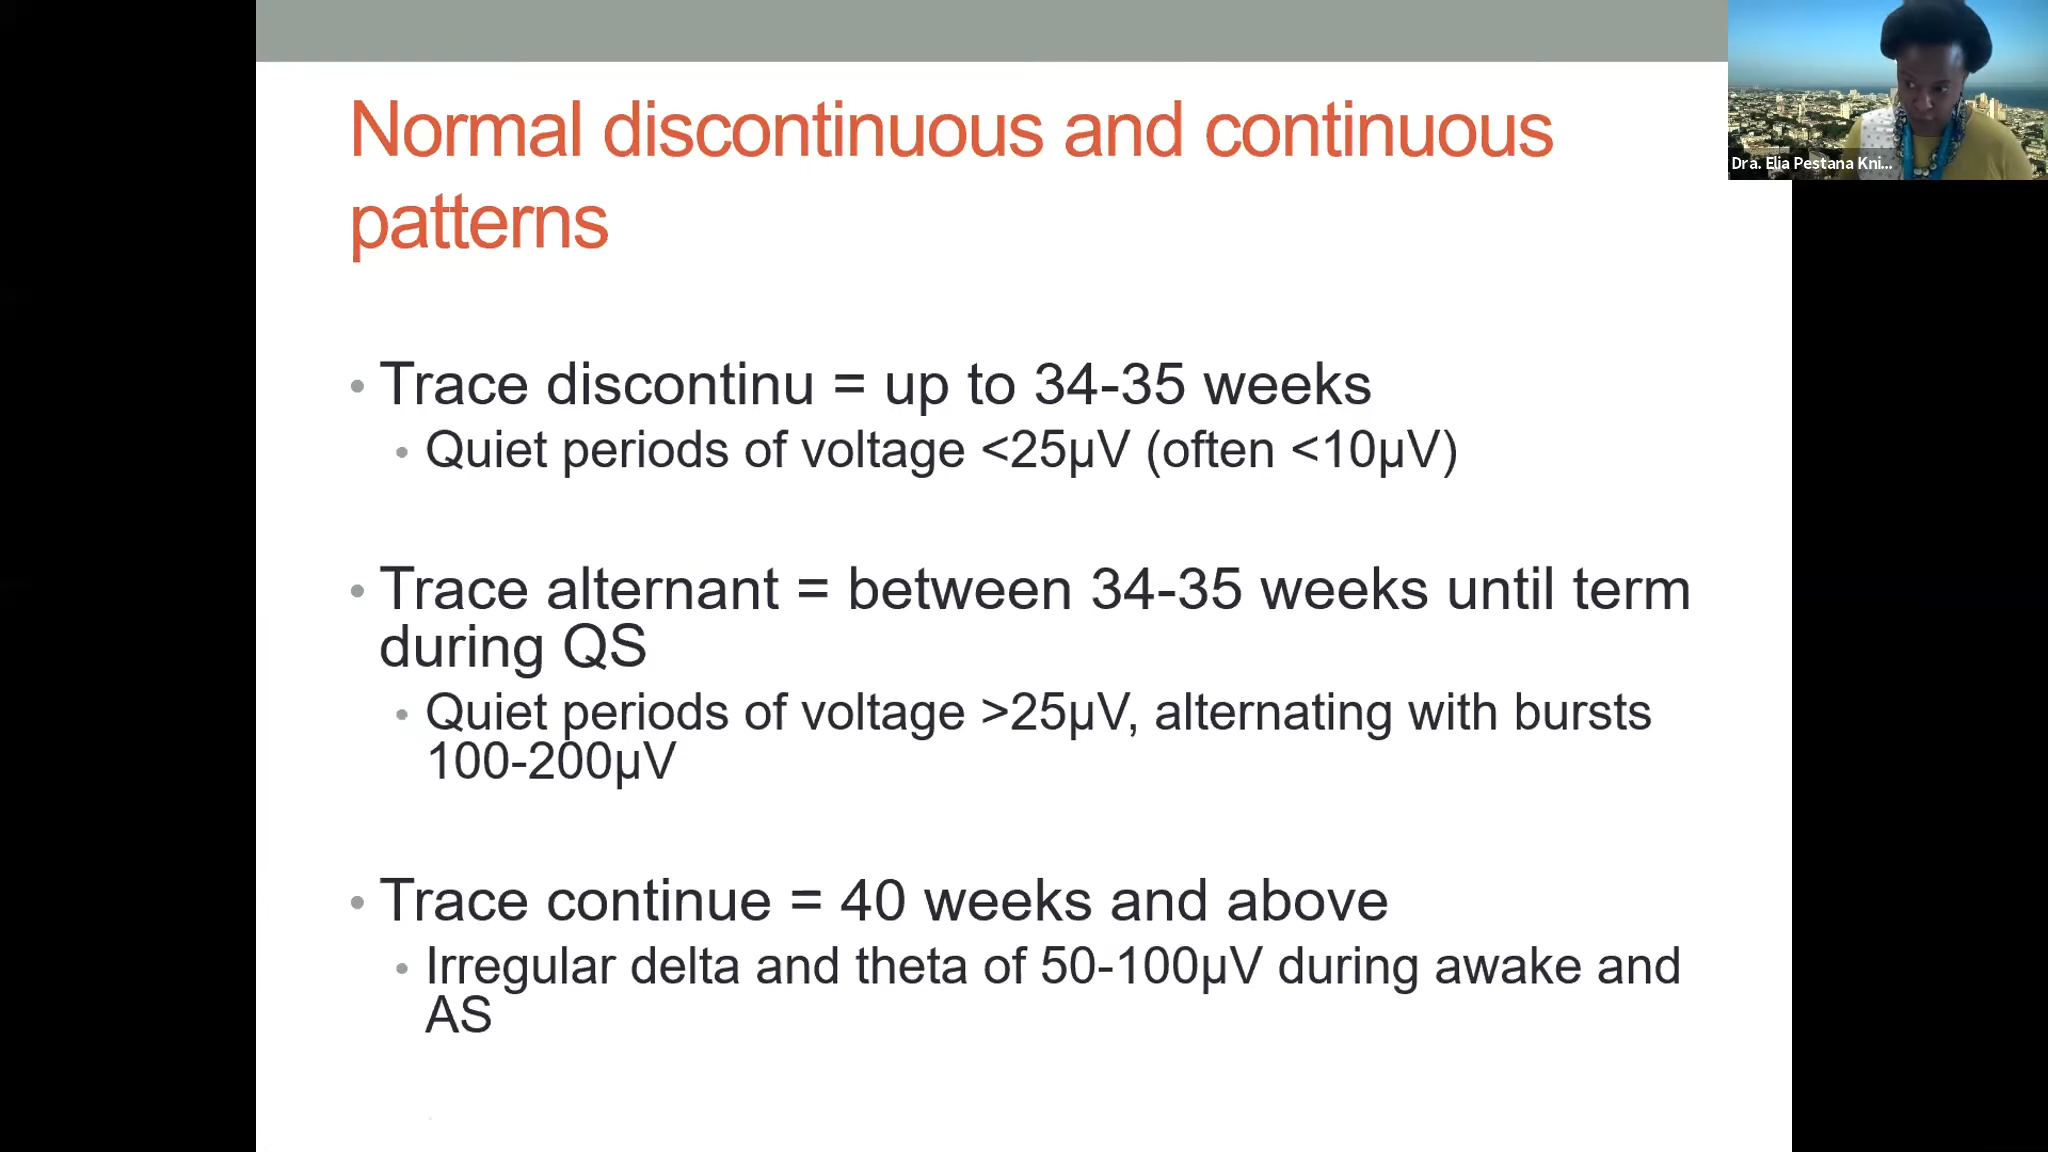 Normal discontinuous and continuous
patterns
• Trace discontinu = up to 34-35 weeks
• Quiet periods of voltage <25µV (often <10µV)
• Trace alternant = between 34-35 weeks until term
during QS
• Quiet periods of voltage >25µV, alternating with bursts
100-200µV
• Trace continue = 40 weeks and above
• Irregular delta and theta of 50-100µV during awake and
AS
Dra. Elia Pestana Kni...